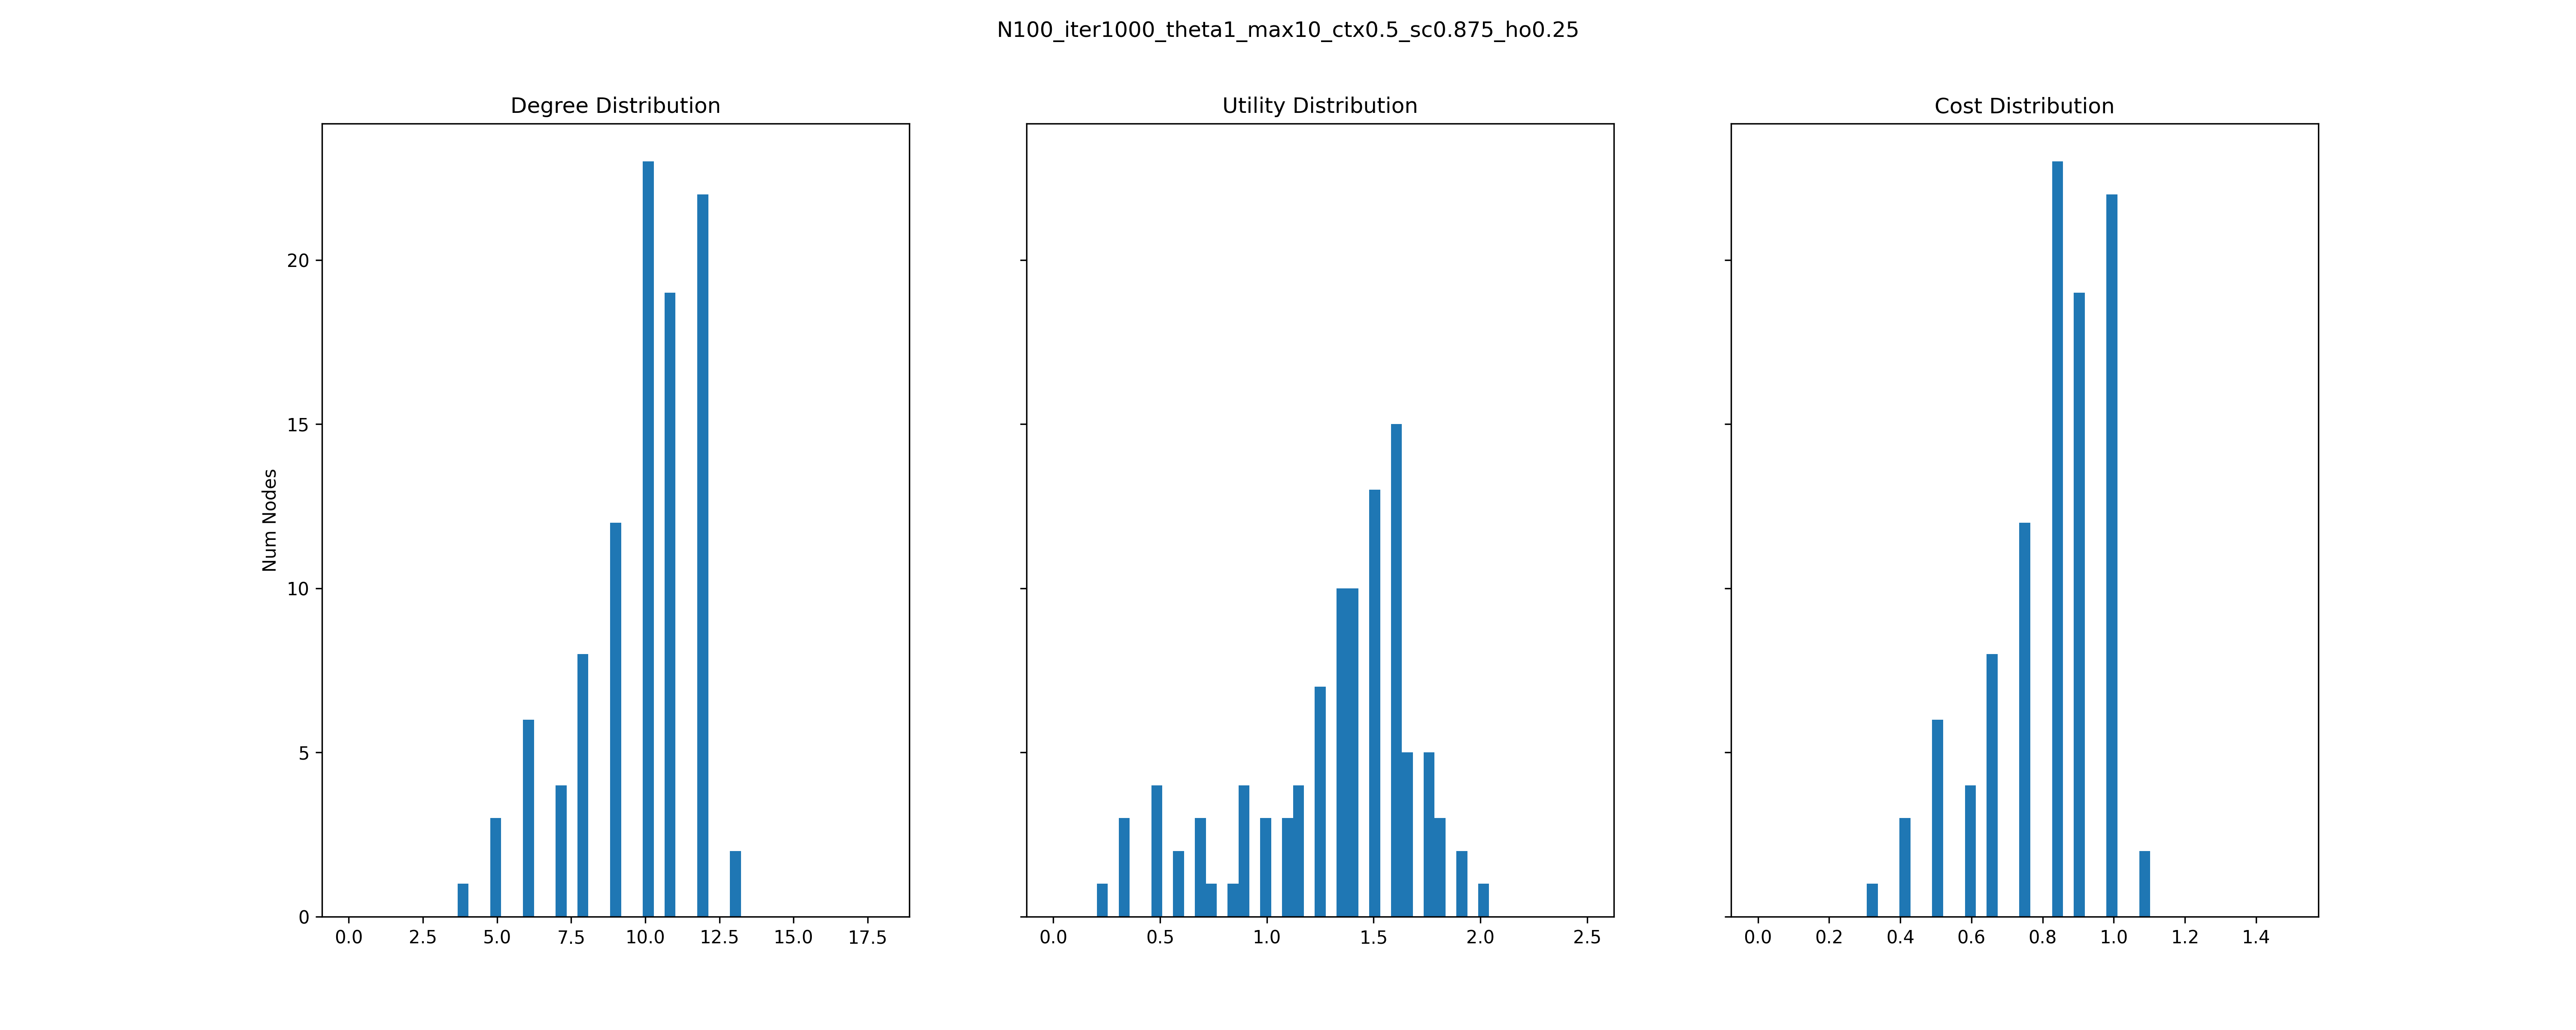 N100_iter1000_theta1_max10_ctx0.5_sc0.875_ho0.25
Degree Distribution
Utility Distribution
Cost Distribution
Num Nodes
20
15
10
5
0
0.0 2.5 5.0 7.5 10.0 12.5 15.0 17.5
0.0 0.5 1.0 1.5 2.0 2.5
0.0 0.2 0.4 0.6 0.8 1.0 1.2 1.4